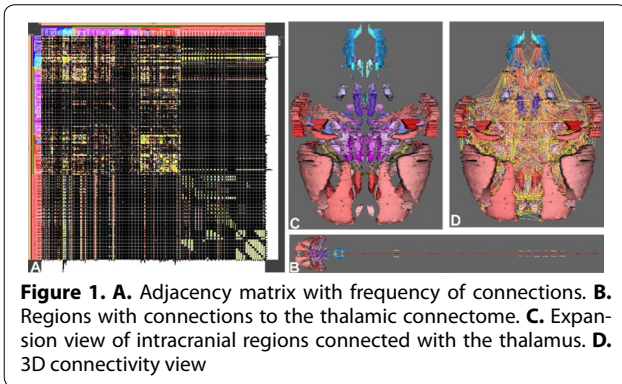 A
B
C
D
Figure 1. A. Adjacency matrix with frequency of connections. B.
Regions with connections to the thalamic connectome. C. Expan-
sion view of intracranial regions connected with the thalamus. D.
3D connectivity view